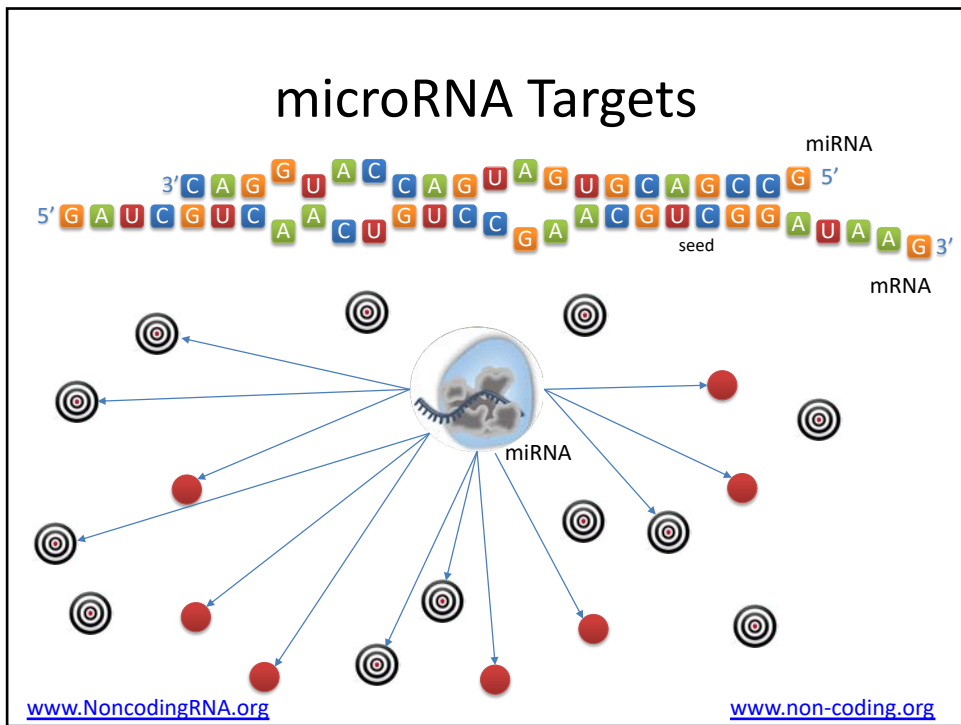 microRNA Targets
miRNA
3’ C A G G U A C C A G U A G U G C A G C C G 5’
5’ G A U C G U C A A C U G U C C G A A C G U C G G A U A A G 3’
seed
mRNA
miRNA
www.NoncodingRNA.org
www.non-coding.org